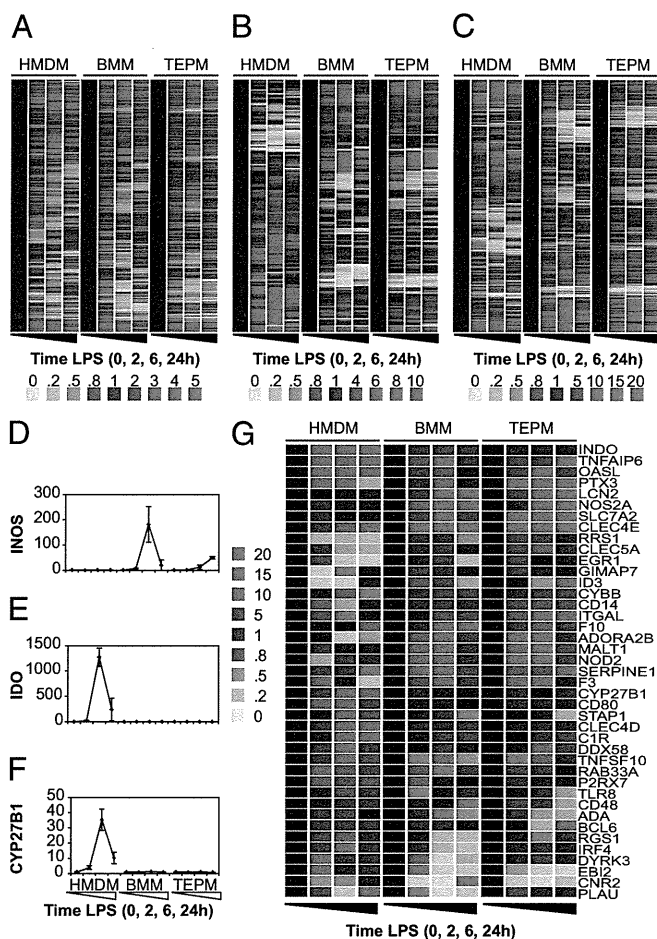 A
B
C
HMDM BMM TEPM
HMDM BMM TEPM
HMDM BMM TEPM
Time LPS (0, 2, 6, 24h)
Time LPS (0, 2, 6, 24h)
Time LPS (0, 2, 6, 24h)
0 .2 .5 .8 1 2 3 4 5
0 .2 .5 .8 1 4 6 8 10
0 .2 .5 .8 1 5 10 15 20
D
300
200
100
0
INOS
E
1500
1000
500
0
IDO
F
50
40
30
20
10
0
CYP27B1
HMDM BMM TEPM
Time LPS (0, 2, 6, 24h)
G
HMDM BMM TEPM
20
15
10
5
1
.8
.5
.2
0
INDO
TNFAIP6
OASL
PTX3
LCN2
NOS2A
SLC7A2
CLEC4E
RRS1
CLEC5A
EGR1
GIMAP7
ID3
CYBB
CD14
ITGAL
F10
ADORA2B
MALT1
NOD2
SERPINE1
F3
CYP27B1
CD80
STAP1
CLEC4D
C1R
DDX58
TNFSF10
RAB33A
P2RX7
TLR8
CD48
ADA
BCL6
RGS1
IRF4
DYRK3
EBI2
CNR2
PLAU
Time LPS (0, 2, 6, 24h)